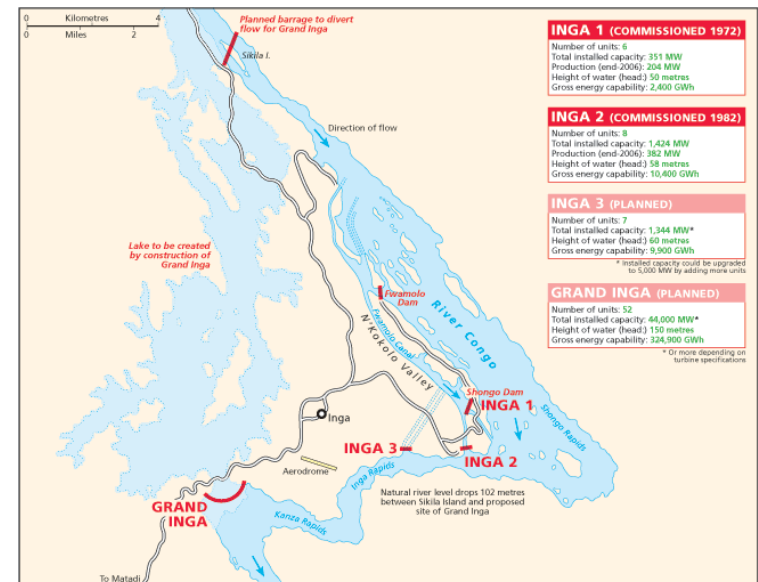 0 Kilometres 4
0 Miles 2
Planned barrage to divert
flow for Grand Inga
Sikila I.
Direction of flow
Lake to be created
by construction of
Grand Inga
Fwamolo
Dam
Fwamolo Canal
N'Kokolo Valley
River Congo
Shongo Dam
INGA 1
Shongo Rapids
Inga
INGA 3
INGA 2
Aerodrome
Inga Rapids
GRAND
INGA
Kanza Rapids
Natural river level drops 102 metres
between Sikila Island and proposed
site of Grand Inga
To Matadi
INGA 1 (COMMISSIONED 1972)
Number of units: 6
Total installed capacity: 351 MW
Production (end-2006): 204 MW
Height of water (head:) 50 metres
Gross energy capability: 2,400 GWh
INGA 2 (COMMISSIONED 1982)
Number of units: 8
Total installed capacity: 1,424 MW
Production (end-2006): 382 MW
Height of water (head:) 58 metres
Gross energy capability: 10,400 GWh
INGA 3 (PLANNED)
Number of units: 7
Total installed capacity: 1,344 MW*
Height of water (head:) 60 metres
Gross energy capability: 9,900 GWh
* Installed capacity could be upgraded
to 5,000 MW by adding more units
GRAND INGA (PLANNED)
Number of units: 52
Total installed capacity: 44,000 MW*
Height of water (head:) 150 metres
Gross energy capability: 324,900 GWh
* Or more depending on
turbine specifications